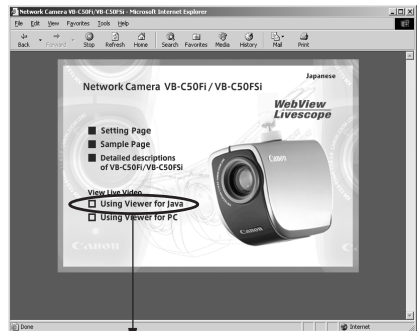 Network Camera VB-C50Fi/VB-C50FSi - Microsoft Internet Explorer
File Edit View Favorites Tools Help
Back Forward Stop Refresh Home Search Favorites Media History Mail Print
Japanese
Network Camera VB-C50Fi / VB-C50FSi
WebView
Livescope
Setting Page
Sample Page
Detailed descriptions
of VB-C50Fi/VB-C50FSi
View Live Video
Using Viewer for Java
Using Viewer for PC
Canon
Canon
Canon
Done Internet